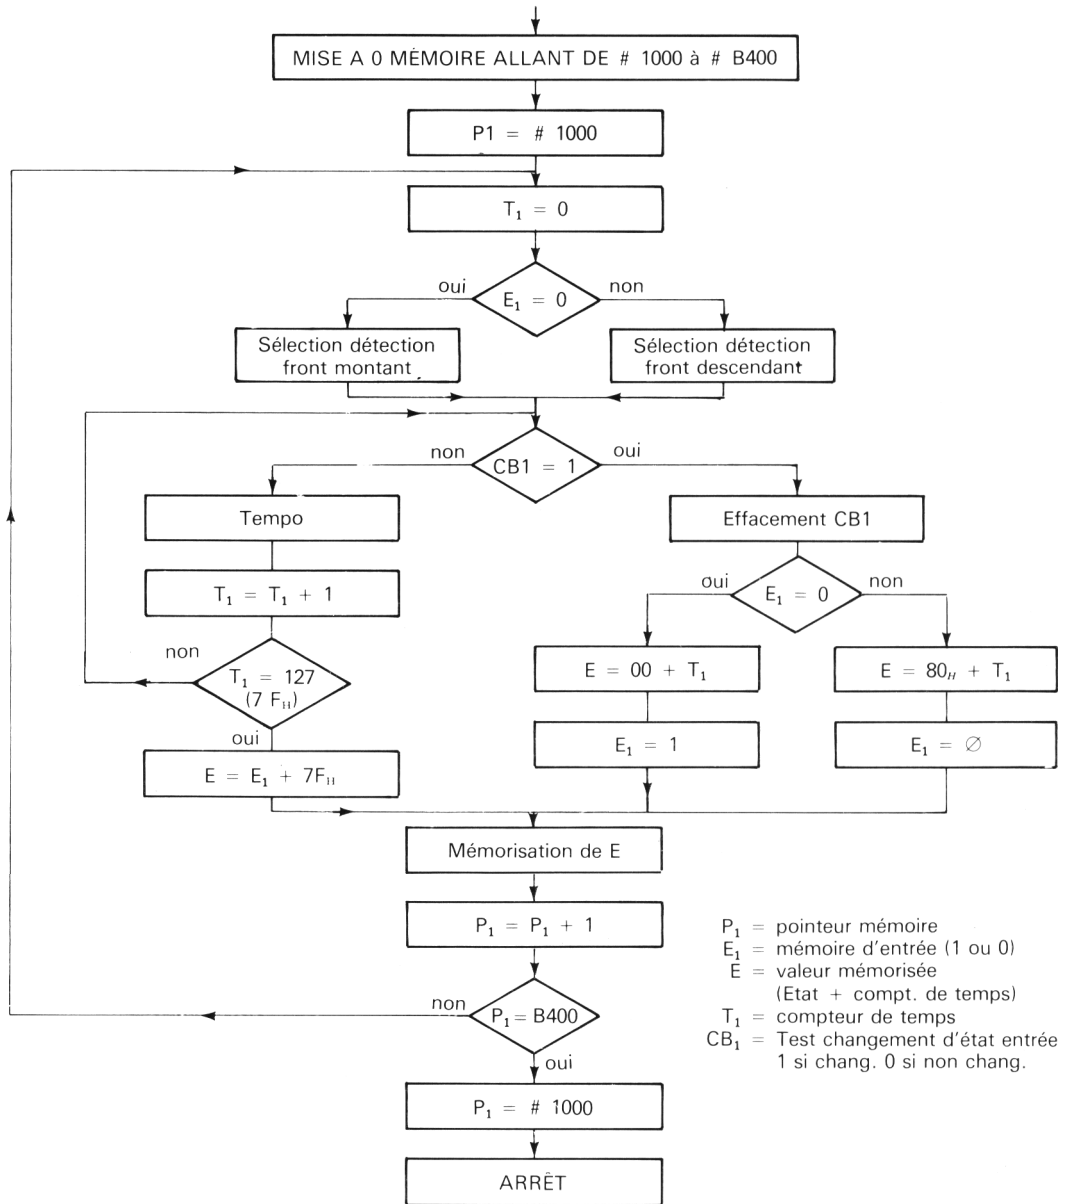 MISE A 0 MÉMOIRE ALLANT DE # 1000 à # B400
P1 = # 1000
T₁ = 0
oui
E₁ = 0
non
Sélection détection
front montant
Sélection détection
front descendant
non
CB1 = 1
oui
Tempo
Effacement CB1
T₁ = T₁ + 1
oui
E₁ = 0
non
non
T₁ = 127
(7 F_H)
E = 00 + T₁
E = 80_H + T₁
oui
E₁ = 1
E₁ = ∅
E = E₁ + 7F_H
Mémorisation de E
P₁ = P₁ + 1
non
P₁ = B400
oui
P₁ = # 1000
ARRÊT
P₁ = pointeur mémoire
E₁ = mémoire d'entrée (1 ou 0)
E = valeur mémorisée
(Etat + compt. de temps)
T₁ = compteur de temps
CB₁ = Test changement d'état entrée
1 si chang. 0 si non chang.